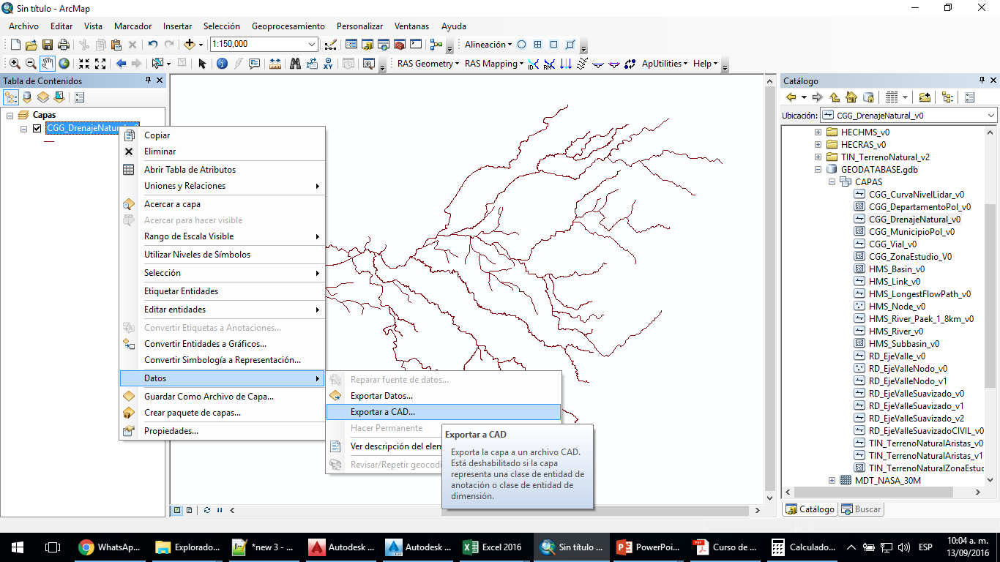 Sin título - ArcMap
Archivo Editar Vista Marcador Insertar Selección Geoprocesamiento Personalizar Ventanas Ayuda
1:150,000 Alineación
RAS Geometry RAS Mapping ID RM ApUtilities Help
Tabla de Contenidos
Capas
CGG_DrenajeNatural_v0
Copiar
Eliminar
Abrir Tabla de Atributos
Uniones y Relaciones
Acercar a capa
Acercar para hacer visible
Rango de Escala Visible
Utilizar Niveles de Símbolos
Selección
Etiquetar Entidades
Editar entidades
Convertir Etiquetas a Anotaciones...
Convertir Entidades a Gráficos...
Convertir Simbología a Representación...
Datos
Guardar Como Archivo de Capa...
Crear paquete de capas...
Propiedades...
Reparar fuente de datos...
Exportar Datos...
Exportar a CAD...
Hacer Permanente
Ver descripción del elem
Revisar/Repetir geocodi
Exportar a CAD
Exporta la capa a un archivo CAD.
Está deshabilitado si la capa
representa una clase de entidad de
anotación o clase de entidad de
dimensión.
Catálogo
Ubicación: CGG_DrenajeNatural_v0
HECHMS_v0
HECRAS_v0
TIN_TerrenoNatural_v2
GEODATABASE.gdb
CAPAS
CGG_CurvaNivelLidar_v0
CGG_DepartamentoPol_v0
CGG_DrenajeNatural_v0
CGG_MunicipioPol_v0
CGG_Vial_v0
CGG_ZonaEstudio_V0
HMS_Basin_v0
HMS_Link_v0
HMS_LongestFlowPath_v0
HMS_Node_v0
HMS_River_Paek_1_8km_v0
HMS_River_v0
HMS_Subbasin_v0
RD_EjeValle_v0
RD_EjeValleNodo_v0
RD_EjeValleNodo_v1
RD_EjeValleSuavizado_v0
RD_EjeValleSuavizado_v1
RD_EjeValleSuavizado_v2
RD_EjeValleSuavizadoCIVIL_v0
TIN_TerrenoNaturalAristas_v0
TIN_TerrenoNaturalAristas_v1
TIN_TerrenoNaturalZonaEstuc
MDT_NASA_30M
Catálogo Buscar
WhatsAp... Explorado... *new 3 - ... Autodesk ... Autodesk ... Excel 2016 Sin título ... PowerPoi... Curso de ... Calculado... ESP 10:04 a. m.
13/09/2016